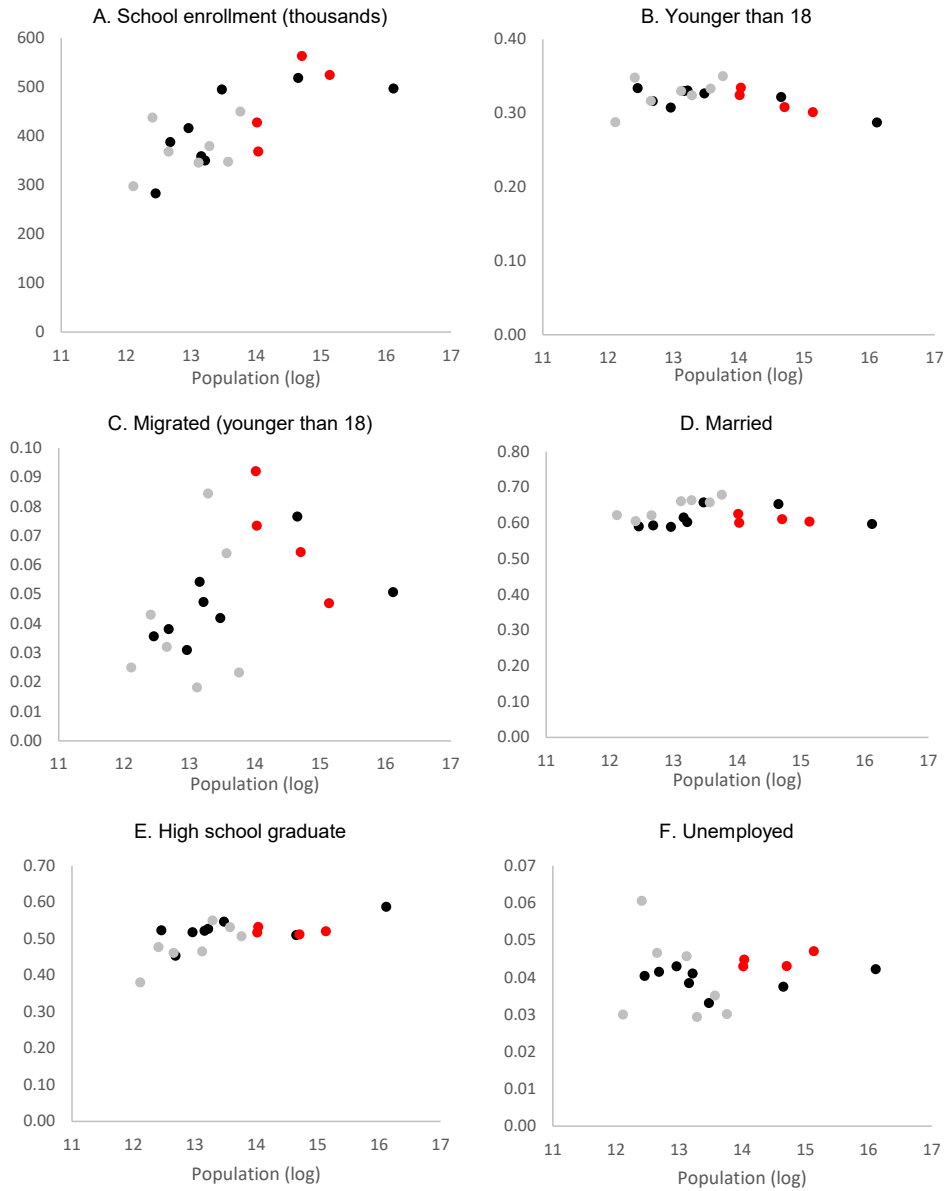 A. School enrollment (thousands)
600
500
400
300
200
100
0
11 12 13 14 15 16 17
Population (log)
B. Younger than 18
0.40
0.30
0.20
0.10
0.00
11 12 13 14 15 16 17
Population (log)
C. Migrated (younger than 18)
0.10
0.09
0.08
0.07
0.06
0.05
0.04
0.03
0.02
0.01
0.00
11 12 13 14 15 16 17
Population (log)
D. Married
0.80
0.70
0.60
0.50
0.40
0.30
0.20
0.10
0.00
11 12 13 14 15 16 17
Population (log)
E. High school graduate
0.70
0.60
0.50
0.40
0.30
0.20
0.10
0.00
11 12 13 14 15 16 17
Population (log)
F. Unemployed
0.07
0.06
0.05
0.04
0.03
0.02
0.01
0.00
11 12 13 14 15 16 17
Population (log)